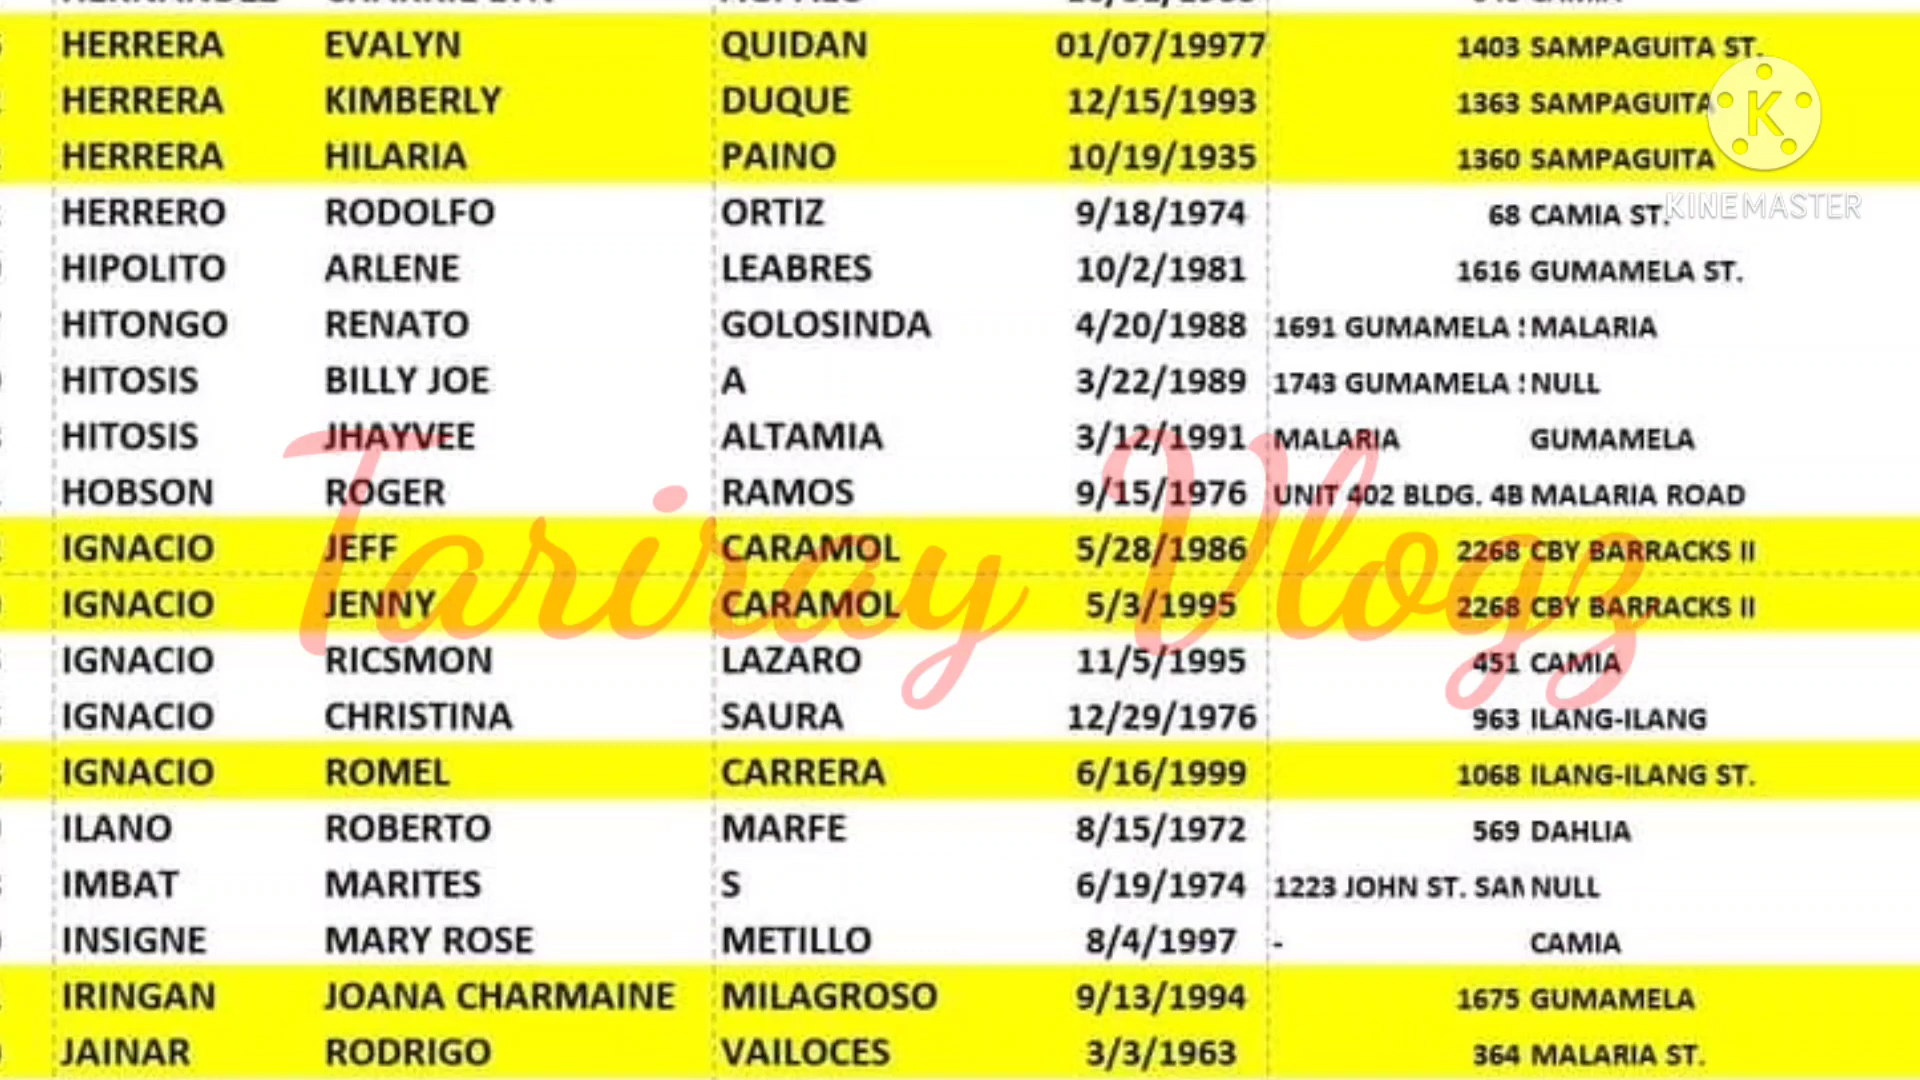 HERRERA EVALYN QUIDAN 01/07/19977 1403 SAMPAGUITA ST.
HERRERA KIMBERLY DUQUE 12/15/1993 1363 SAMPAGUITA
HERRERA HILARIA PAINO 10/19/1935 1360 SAMPAGUITA
K
KINEMASTER
HERRERO RODOLFO ORTIZ 9/18/1974 68 CAMIA ST.
HIPOLITO ARLENE LEABRES 10/2/1981 1616 GUMAMELA ST.
HITONGO RENATO GOLOSINDA 4/20/1988 1691 GUMAMELA MALARIA
HITOSIS BILLY JOE A 3/22/1989 1743 GUMAMELA NULL
HITOSIS JHAYVEE ALTAMIA 3/12/1991 MALARIA GUMAMELA
HOBSON ROGER RAMOS 9/15/1976 UNIT 402 BLDG. 4B MALARIA ROAD
Tariray Vlogz
IGNACIO JEFF CARAMOL 5/28/1986 2268 CBY BARRACKS II
IGNACIO JENNY CARAMOL 5/3/1995 2268 CBY BARRACKS II
IGNACIO RICSMON LAZARO 11/5/1995 451 CAMIA
IGNACIO CHRISTINA SAURA 12/29/1976 963 ILANG-ILANG
IGNACIO ROMEL CARRERA 6/16/1999 1068 ILANG-ILANG ST.
ILANO ROBERTO MARFE 8/15/1972 569 DAHLIA
IMBAT MARITES S 6/19/1974 1223 JOHN ST. NULL
INSIGNE MARY ROSE METILLO 8/4/1997 - CAMIA
IRINGAN JOANA CHARMAINE MILAGROSO 9/13/1994 1675 GUMAMELA
JAINAR RODRIGO VAILOCES 3/3/1963 364 MALARIA ST.